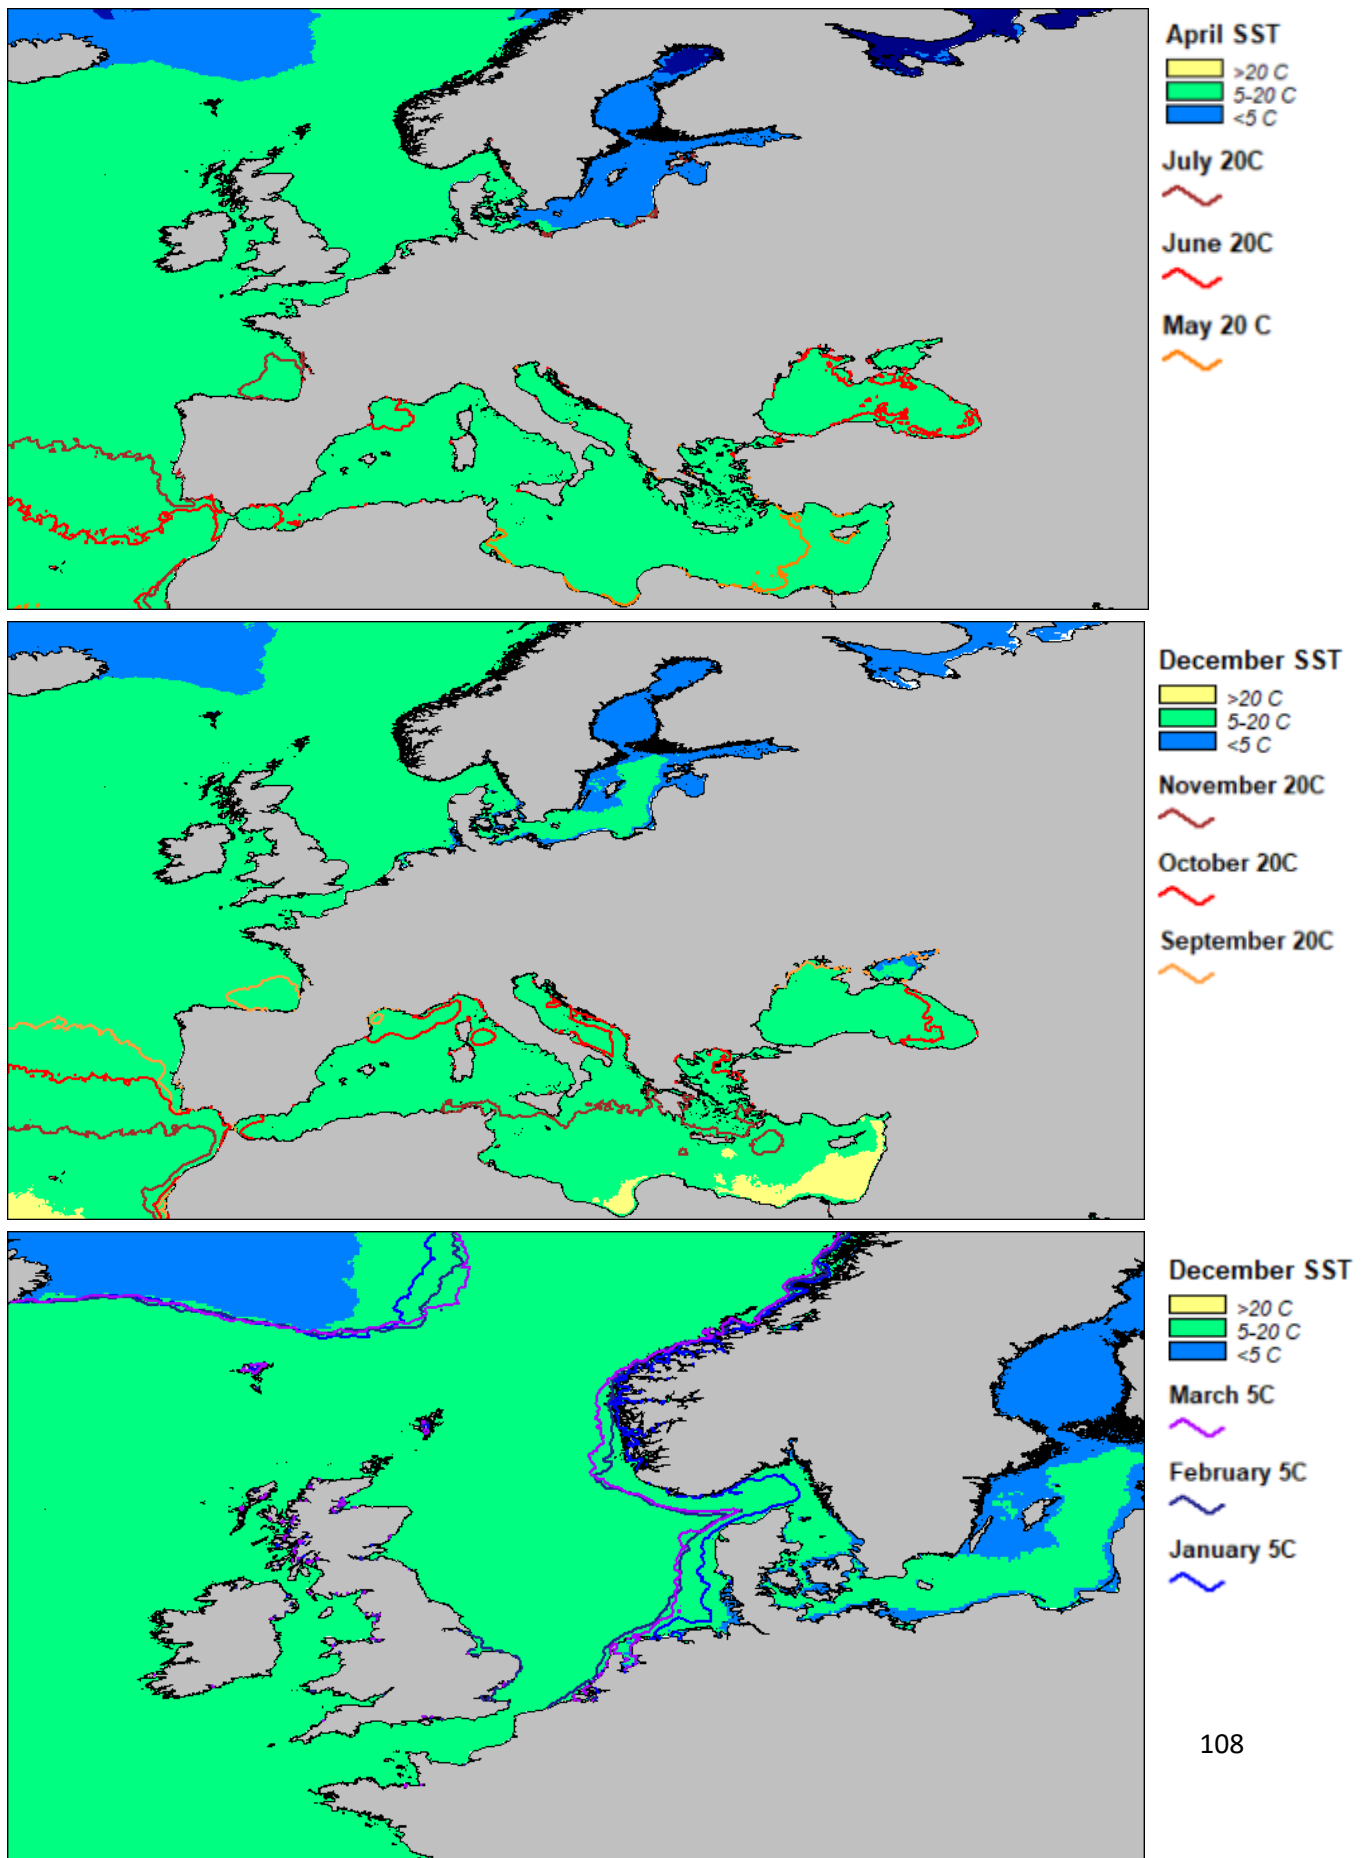 April SST
>20 C
5-20 C
<5 C
July 20C
June 20C
May 20 C
December SST
>20 C
5-20 C
<5 C
November 20C
October 20C
September 20C
December SST
>20 C
5-20 C
<5 C
March 5C
February 5C
January 5C
108